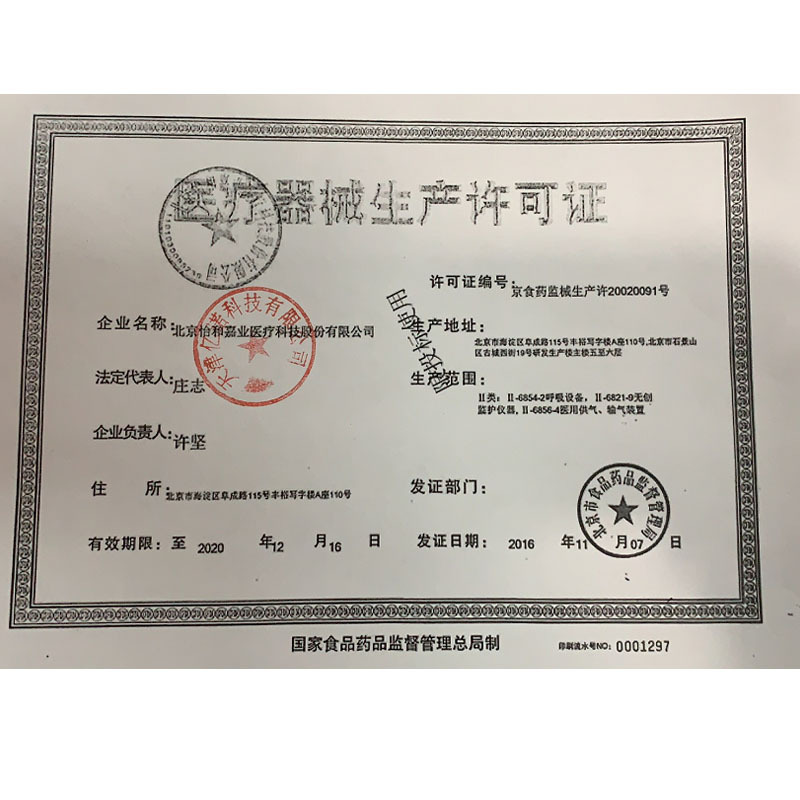 医疗器械生产许可证
许可证编号：京食药监械生产许20020091号
企业名称：北京怡和嘉业医疗科技股份有限公司
生产地址：北京市海淀区阜成路115号丰裕写字楼A座110号,北京市石景山
区古城西街19号研发生产楼主楼五至六层
法定代表人：庄志
生产范围：Ⅱ类：Ⅱ-6854-2呼吸设备，Ⅱ-6821-9无创
监护仪器, Ⅱ-6856-4医用供气、输气装置
企业负责人：许坚
住 所：北京市海淀区阜成路115号丰裕写字楼A座110号
发证部门：
北京市食品药品监督管理局
有效期限：至 2020 年12 月16 日
发证日期：2016 年11 月07 日
国家食品药品监督管理总局制
印刷流水号NO：0001297
天津亿诺科技有限公司
限投标使用